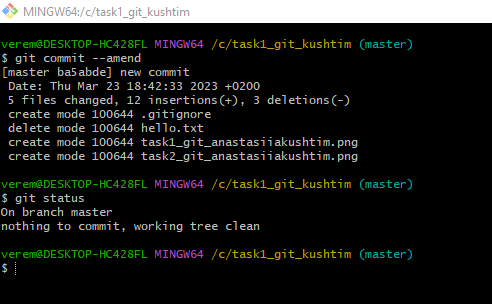 MINGW64:/c/task1_git_kushtim
verem@DESKTOP-HC428FL MINGW64 /c/task1_git_kushtim (master)
$ git commit --amend
[master ba5abde] new commit
 Date: Thu Mar 23 18:42:33 2023 +0200
 5 files changed, 12 insertions(+), 3 deletions(-)
 create mode 100644 .gitignore
 delete mode 100644 hello.txt
 create mode 100644 task1_git_anastasiiakushtim.png
 create mode 100644 task2_git_anastasiiakushtim.png
verem@DESKTOP-HC428FL MINGW64 /c/task1_git_kushtim (master)
$ git status
On branch master
nothing to commit, working tree clean
verem@DESKTOP-HC428FL MINGW64 /c/task1_git_kushtim (master)
$